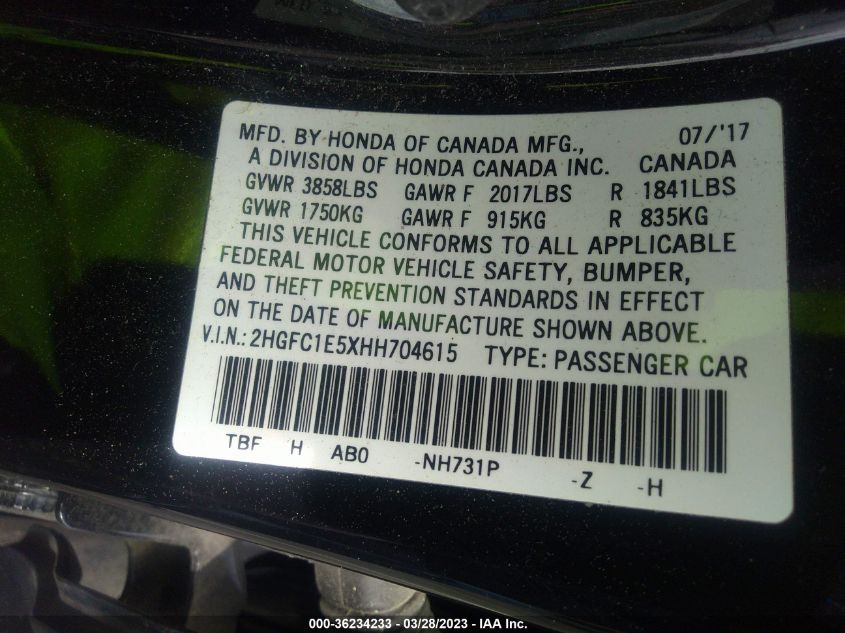 MFD. BY HONDA OF CANADA MFG., 07/'17
A DIVISION OF HONDA CANADA INC. CANADA
GVWR 3858LBS GAWR F 2017LBS R 1841LBS
GVWR 1750KG GAWR F 915KG R 835KG
THIS VEHICLE CONFORMS TO ALL APPLICABLE
FEDERAL MOTOR VEHICLE SAFETY, BUMPER,
AND THEFT PREVENTION STANDARDS IN EFFECT
ON THE DATE OF MANUFACTURE SHOWN ABOVE.
V.I.N.: 2HGFC1E5XHH704615 TYPE: PASSENGER CAR
TBF H AB0 -NH731P -Z -H
000-36234233 - 03/28/2023 - IAA Inc.